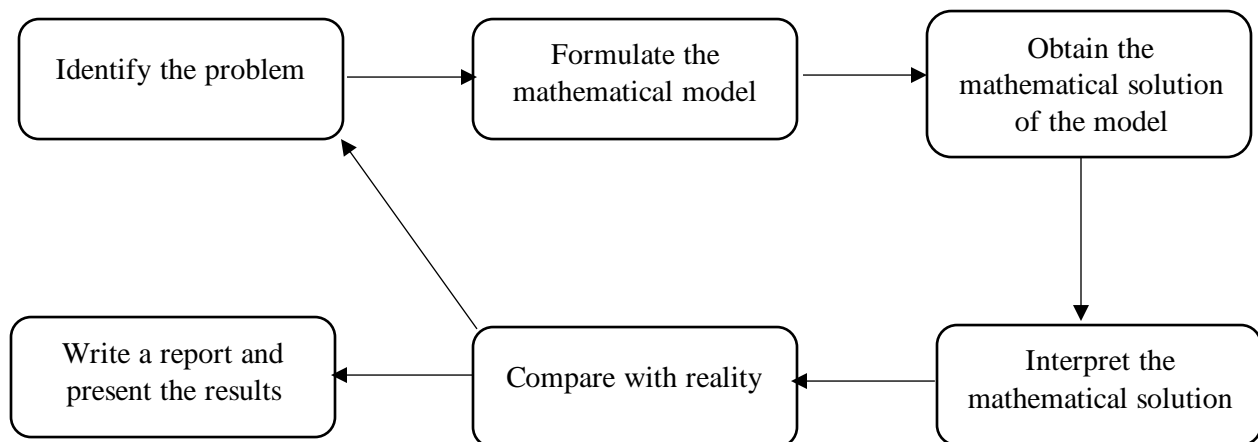 Identify the problem
Formulate the
mathematical model
Obtain the
mathematical solution
of the model
Write a report and
present the results
Compare with reality
Interpret the
mathematical solution